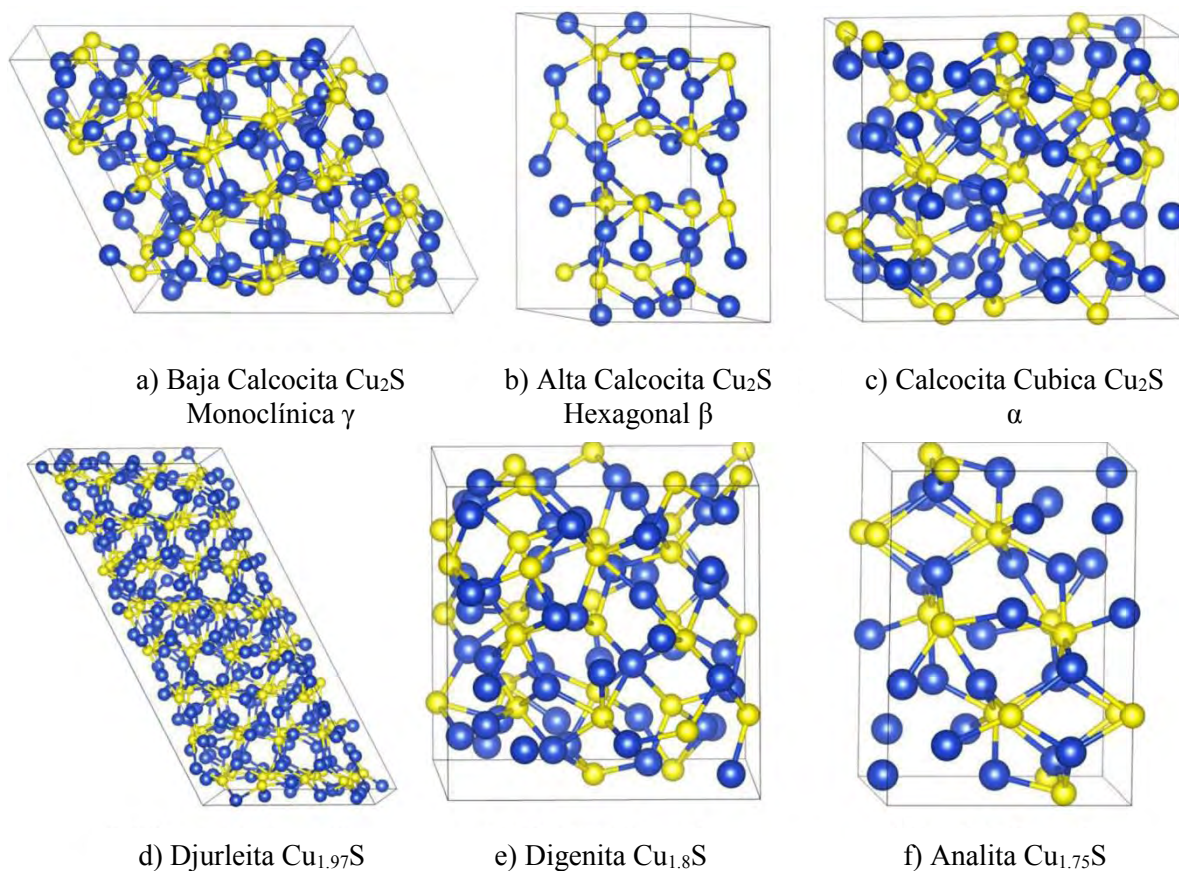 a) Baja Calcocita Cu₂S
Monoclínica γ
b) Alta Calcocita Cu₂S
Hexagonal β
c) Calcocita Cubica Cu₂S
α
d) Djurleita Cu₁.₉₇S
e) Digenita Cu₁.₈S
f) Analita Cu₁.₇₅S